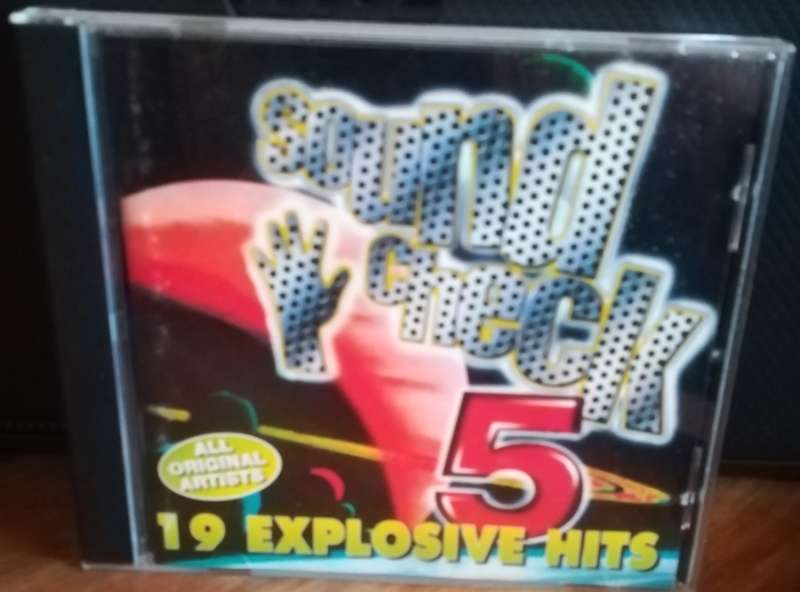 sound
check
5
ALL
ORIGINAL
ARTISTS
19 EXPLOSIVE HITS